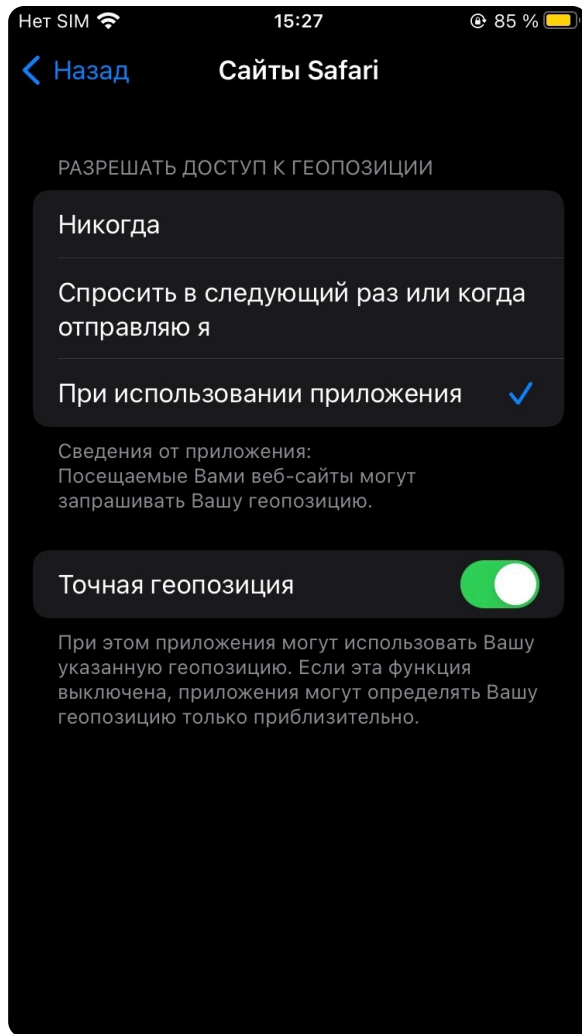 Нет SIM 15:27 85 %
Назад Сайты Safari
РАЗРЕШАТЬ ДОСТУП К ГЕОПОЗИЦИИ
Никогда
Спросить в следующий раз или когда
отправляю я
При использовании приложения
Сведения от приложения:
Посещаемые Вами веб-сайты могут
запрашивать Вашу геопозицию.
Точная геопозиция
При этом приложения могут использовать Вашу
указанную геопозицию. Если эта функция
выключена, приложения могут определять Вашу
геопозицию только приблизительно.